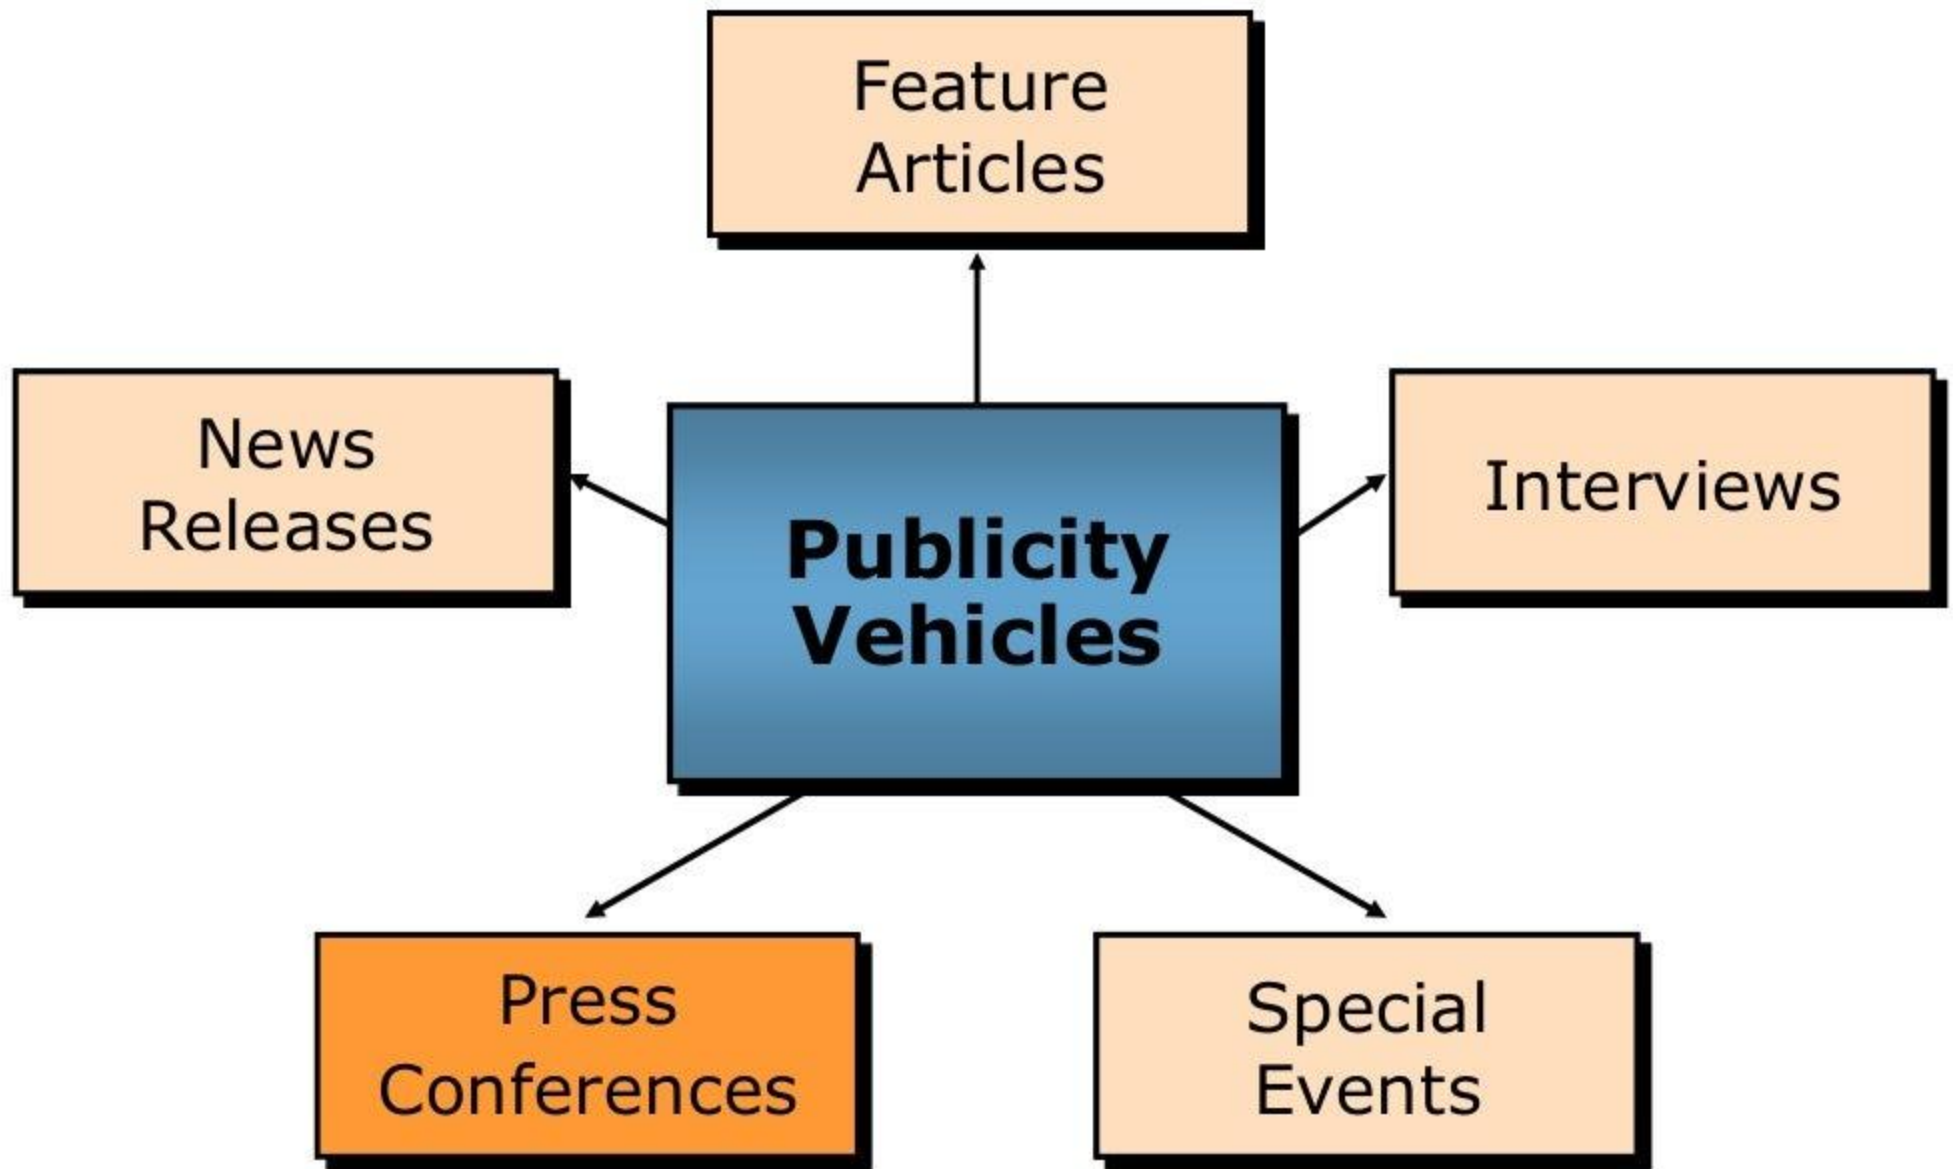 Feature
Articles
News
Releases
Interviews
Publicity
Vehicles
Press
Conferences
Special
Events